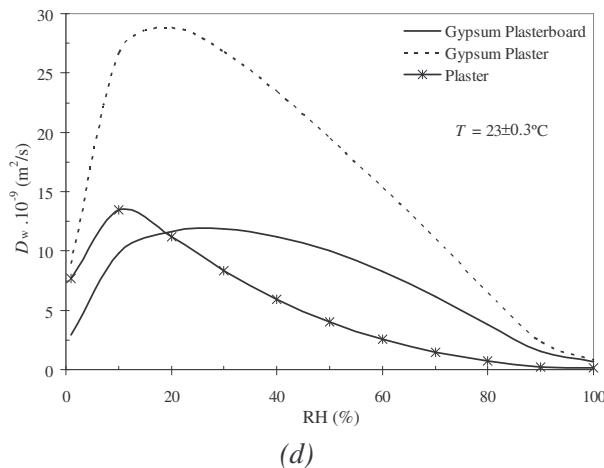 30
25
20
15
10
5
0
D_w .10^-9 (m²/s)
Gypsum Plasterboard
Gypsum Plaster
Plaster
T = 23±0.3ºC
0 20 40 60 80 100
RH (%)
(d)